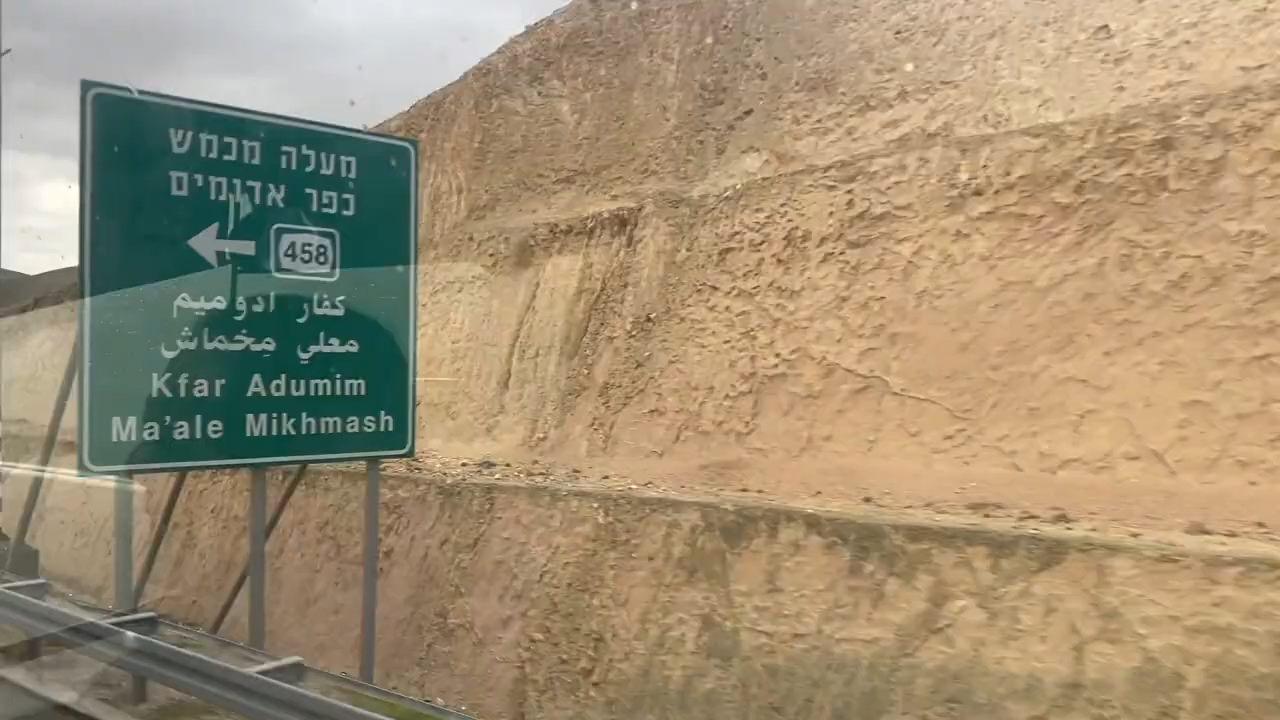 מעלה מכמש
כפר אדומים
458
كفار ادوميم
معلي مِخماش
Kfar Adumim
Ma'ale Mikhmash